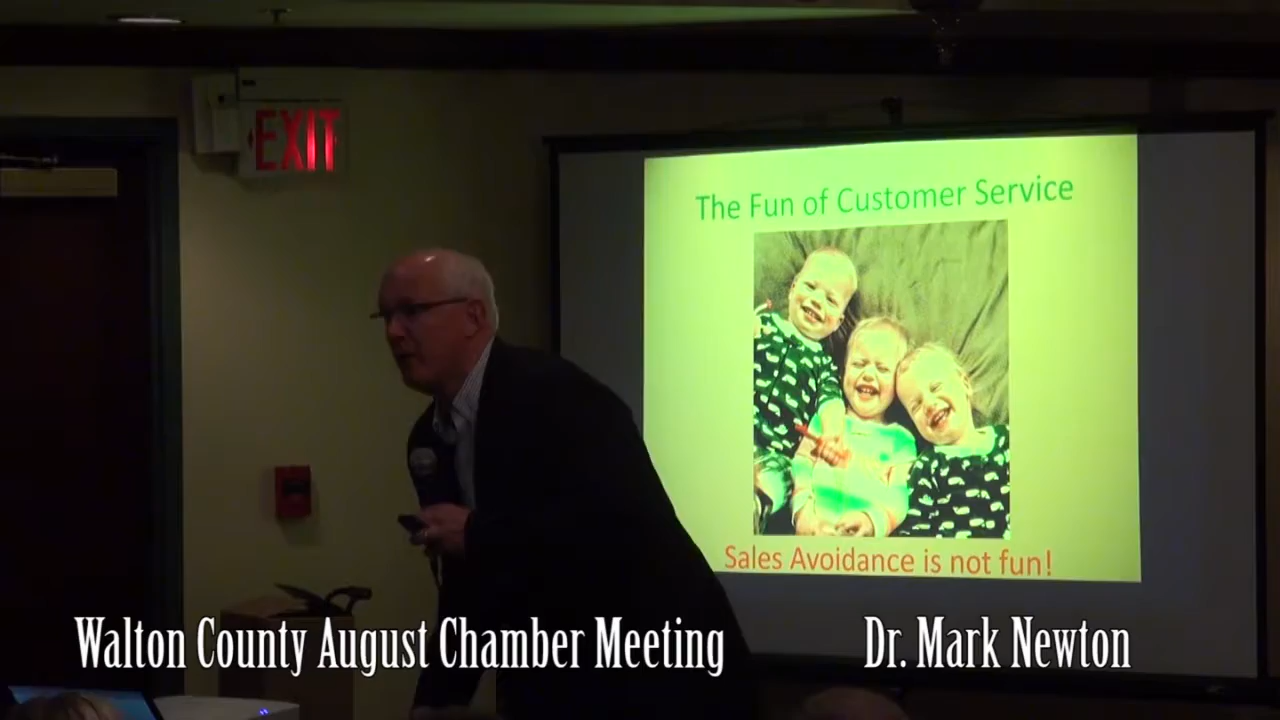 EXIT
The Fun of Customer Service
Sales Avoidance is not fun!
Walton County August Chamber Meeting
Dr. Mark Newton